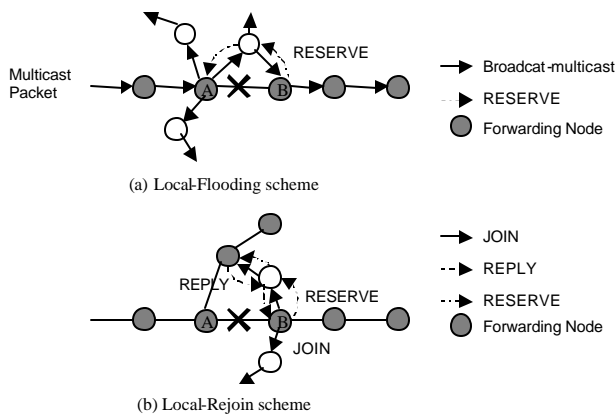 Multicast
Packet
A
B
RESERVE
Broadcat-multicast
RESERVE
Forwarding Node
(a) Local-Flooding scheme
REPLY
RESERVE
A
B
JOIN
JOIN
REPLY
RESERVE
Forwarding Node
(b) Local-Rejoin scheme